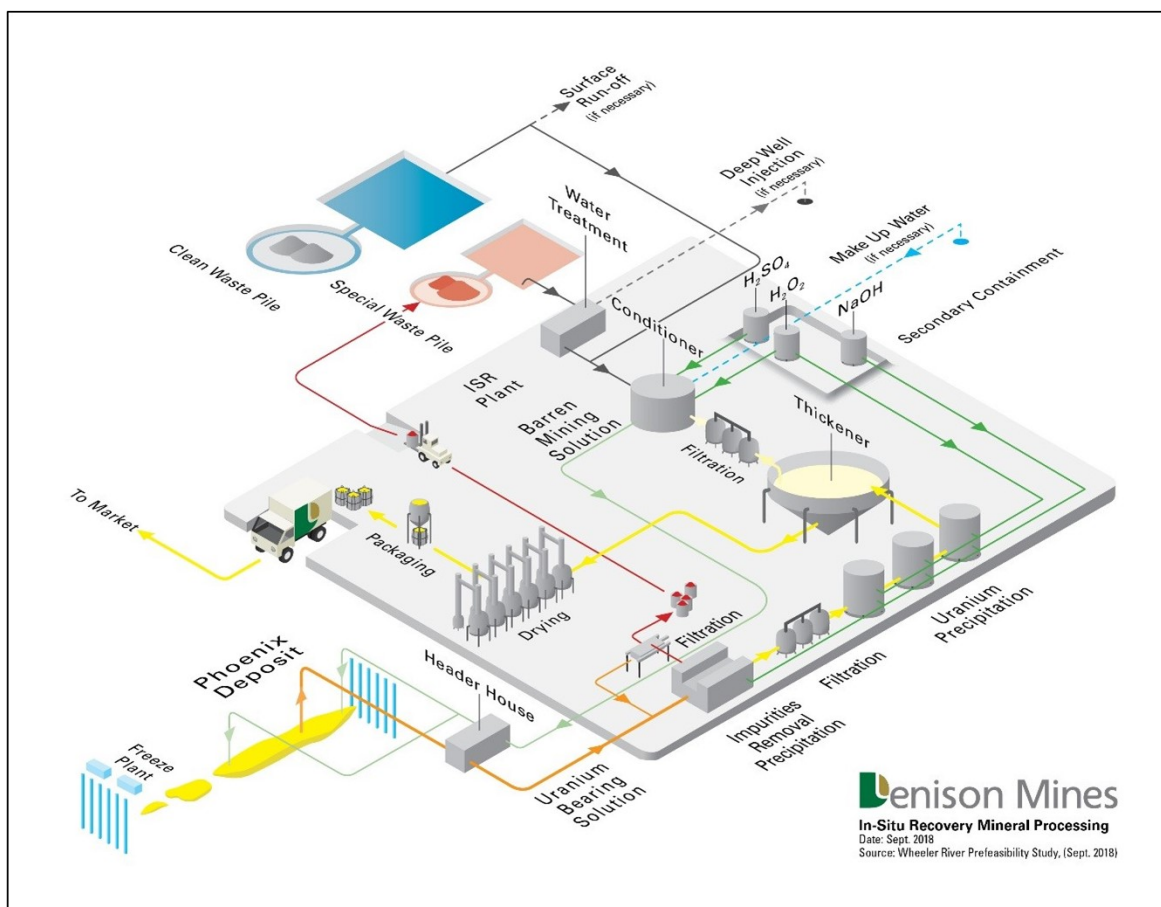 Surface
Run-off
(if necessary)
Deep Well
Injection
(if necessary)
Water
Treatment
Make Up Water
(if necessary)
Clean Waste Pile
Special Waste Pile
H₂SO₄
H₂O₂
NaOH
Secondary Containment
Conditioner
ISR
Plant
Barren
Mining
Solution
Filtration
Thickener
To Market
Packaging
Drying
Filtration
Uranium
Precipitation
Filtration
Impurities
Removal
Precipitation
Phoenix
Deposit
Header House
Freeze
Plant
Uranium
Bearing
Solution
Denison Mines
In-Situ Recovery Mineral Processing
Date: Sept. 2018
Source: Wheeler River Prefeasibility Study, (Sept. 2018)